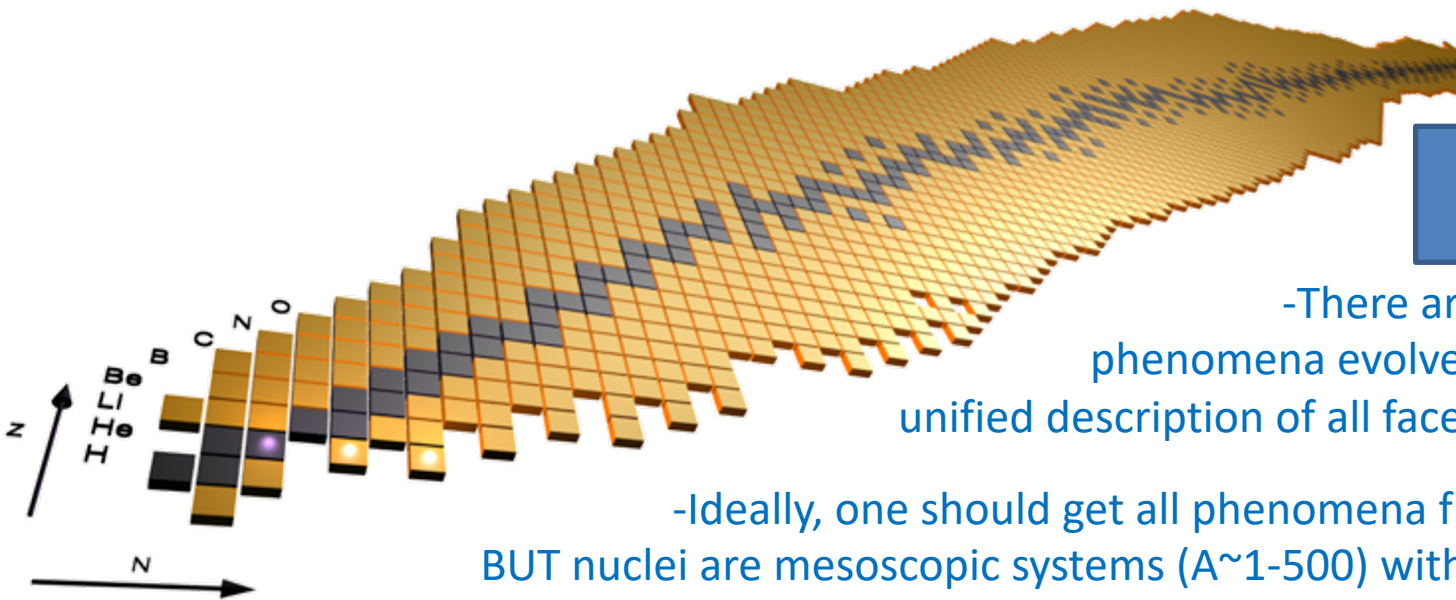 O
N
C
B
Be
Li
He
H
Z
N
-There ar
phenomena evolve
unified description of all face
-Ideally, one should get all phenomena f
BUT nuclei are mesoscopic systems (A~1-500) with